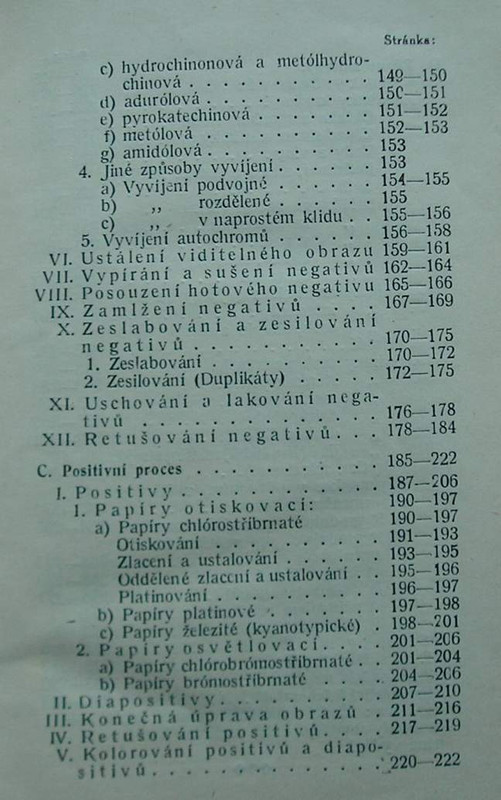 Stránka:
c) hydrochinonová a metólhydro-
chinová . . . . . . . . . . . 149—150
d) adurólová . . . . . . . . . . 150—151
e) pyrokatechinová . . . . . . . 151—152
f) metólová . . . . . . . . . . 152—153
g) amidólová . . . . . . . . . . 153
4. Jiné způsoby vyvíjení . . . . . . 153
a) Vyvíjení podvojné . . . . . . 154—155
b) „ rozdělené . . . . . . 155
c) „ v naprostém klidu . . 155—156
5. Vyvíjení autochromů . . . . . . 156—158
VI. Ustálení viditelného obrazu 159—161
VII. Vypírání a sušení negativů 162—164
VIII. Posouzení hotového negativu 165—166
IX. Zamlžení negativů . . . . 167—169
X. Zeslabování a zesilování
negativů . . . . . . . . . . . 170—175
1. Zeslabování . . . . . . . . . . 170—172
2. Zesilování (Duplikáty) . . . . . 172—175
XI. Uschování a lakování nega-
tivů . . . . . . . . . . . . . 176—178
XII. Retušování negativů . . . 178—184
C. Positivní proces . . . . . . . . . . 185—222
I. Positivy . . . . . . . . . . . 187—206
1. Papíry otiskovací: 190—197
a) Papíry chlórostříbrnaté 190—197
Otiskování . . . . . . . . . . 191—193
Zlacení a ustalování . . . . . 193—195
Oddělené zlacení a ustalování . . 195—196
Platinování . . . . . . . . . . 196—197
b) Papíry platinové . . . . . . . 197—198
c) Papíry železité (kyanotypické) . 198—201
2. Papíry osvětlovací . . . . 201—206
a) Papíry chlórobrómostříbrnaté . . 201—204
b) Papíry brómostříbrnaté . . . . 204—206
II. Diapositivy . . . . . . . . . 207—210
III. Konečná úprava obrazů . 211—216
IV. Retušování positivů . . . . 217—219
V. Kolorování positivů a diapo-
sitivů . . . . . . . . . . . . . 220—222